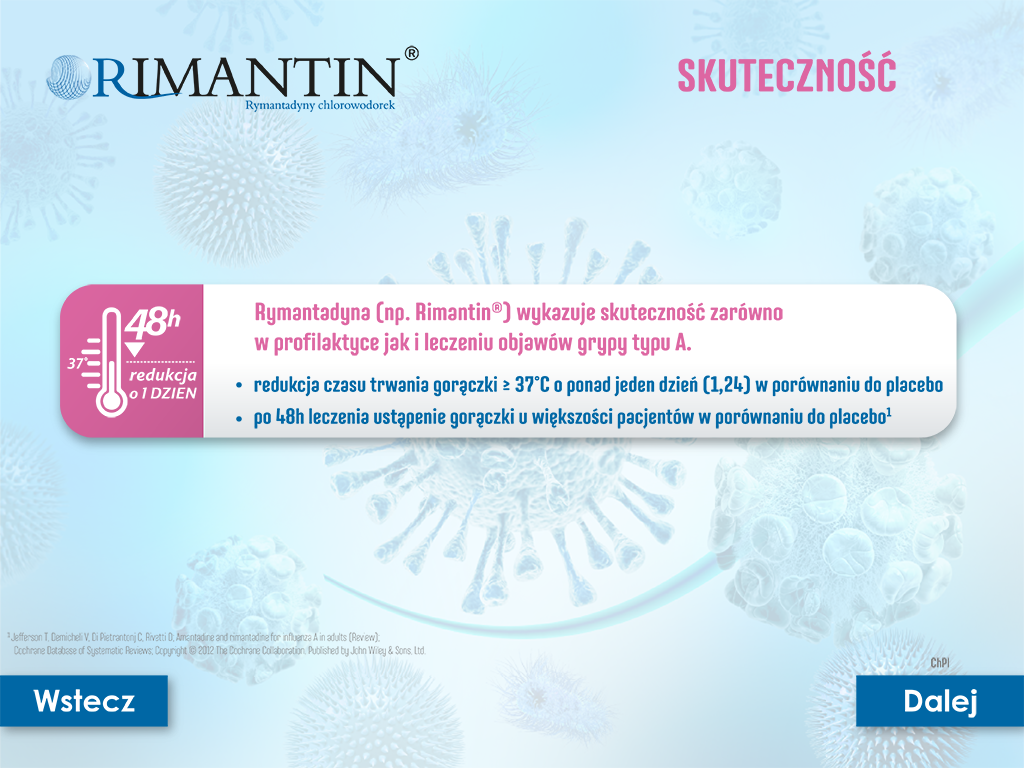 RIMANTIN®
Rymantadyny chlorowodorek
SKUTECZNOŚĆ
48h
37°
redukcja
o 1 DZIEŃ
Rymantadyna (np. Rimantin®) wykazuje skuteczność zarówno
w profilaktyce jak i leczeniu objawów grypy typu A.
• redukcja czasu trwania gorączki ≥ 37°C o ponad jeden dzień (1,24) w porównaniu do placebo
• po 48h leczenia ustąpenie gorączki u większości pacjentów w porównaniu do placebo¹
¹ Jefferson T, Demicheli V, Di Pietrantonj C, Rivetti D, Amantadine and rimantadine for influenza A in adults (Review);
Cochrane Database of Systematic Reviews; Copyright © 2012 The Cochrane Collaboration. Published by John Wiley & Sons, Ltd.
ChPl
Wstecz
Dalej